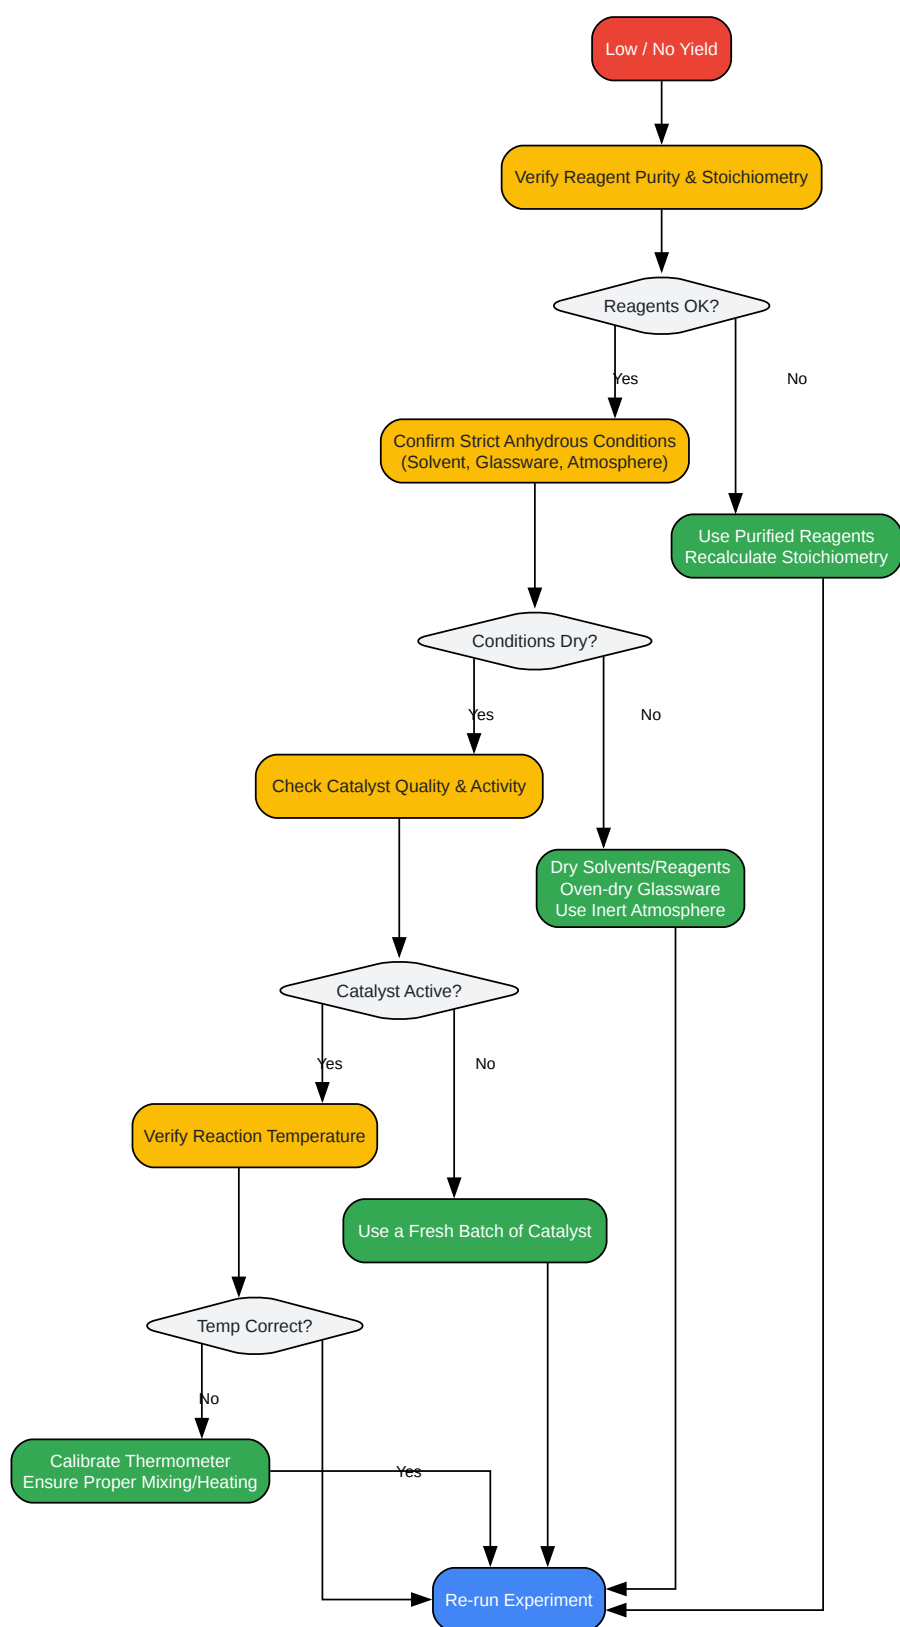 Low / No Yield
Verify Reagent Purity & Stoichiometry
Reagents OK?
Yes
No
Confirm Strict Anhydrous Conditions
(Solvent, Glassware, Atmosphere)
Use Purified Reagents
Recalculate Stoichiometry
Conditions Dry?
Yes
No
Check Catalyst Quality & Activity
Dry Solvents/Reagents
Oven-dry Glassware
Use Inert Atmosphere
Catalyst Active?
Yes
No
Verify Reaction Temperature
Use a Fresh Batch of Catalyst
Temp Correct?
No
Calibrate Thermometer
Ensure Proper Mixing/Heating
Yes
Re-run Experiment